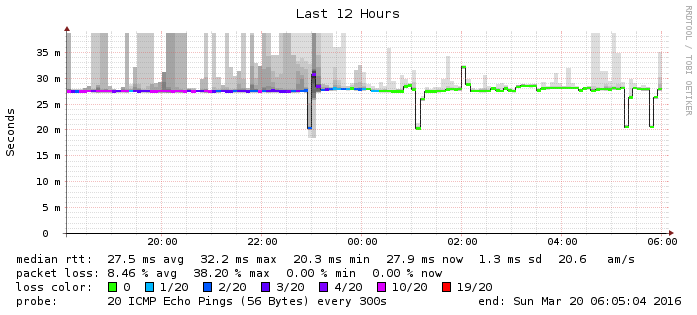 Last 12 Hours
RRDTOOL / TOBI OETIKER
Seconds
35 m
30 m
25 m
20 m
15 m
10 m
5 m
0
20:00 22:00 00:00 02:00 04:00 06:00
median rtt: 27.5 ms avg 32.2 ms max 20.3 ms min 27.9 ms now 1.3 ms sd 20.6 am/s
packet loss: 8.46 % avg 38.20 % max 0.00 % min 0.00 % now
loss color: 0 1/20 2/20 3/20 4/20 10/20 19/20
probe: 20 ICMP Echo Pings (56 Bytes) every 300s end: Sun Mar 20 06:05:04 2016